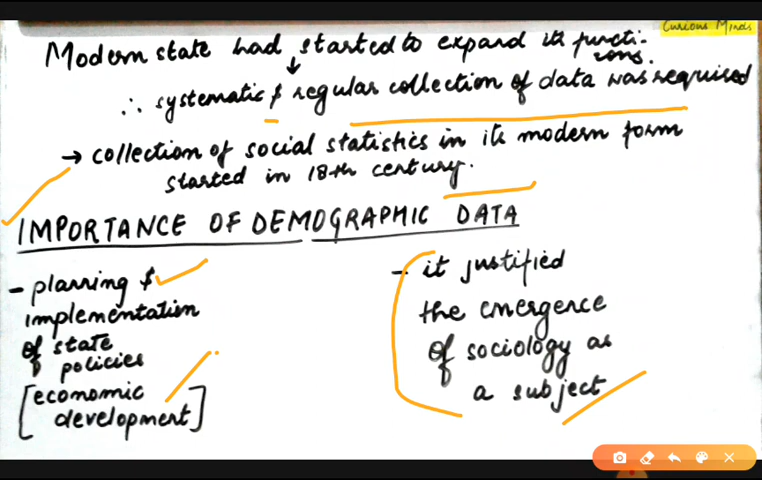 Curious Minds
Modern state had started to expand its functi-
ons.
↓
∴ systematic & regular collection of data was required
→ collection of social statistics in its modern form
started in 18th century.
IMPORTANCE OF DEMOGRAPHIC DATA
- planning &
implementation
of state
policies
[economic
development]
- it justified
the emergence
of sociology as
a subject